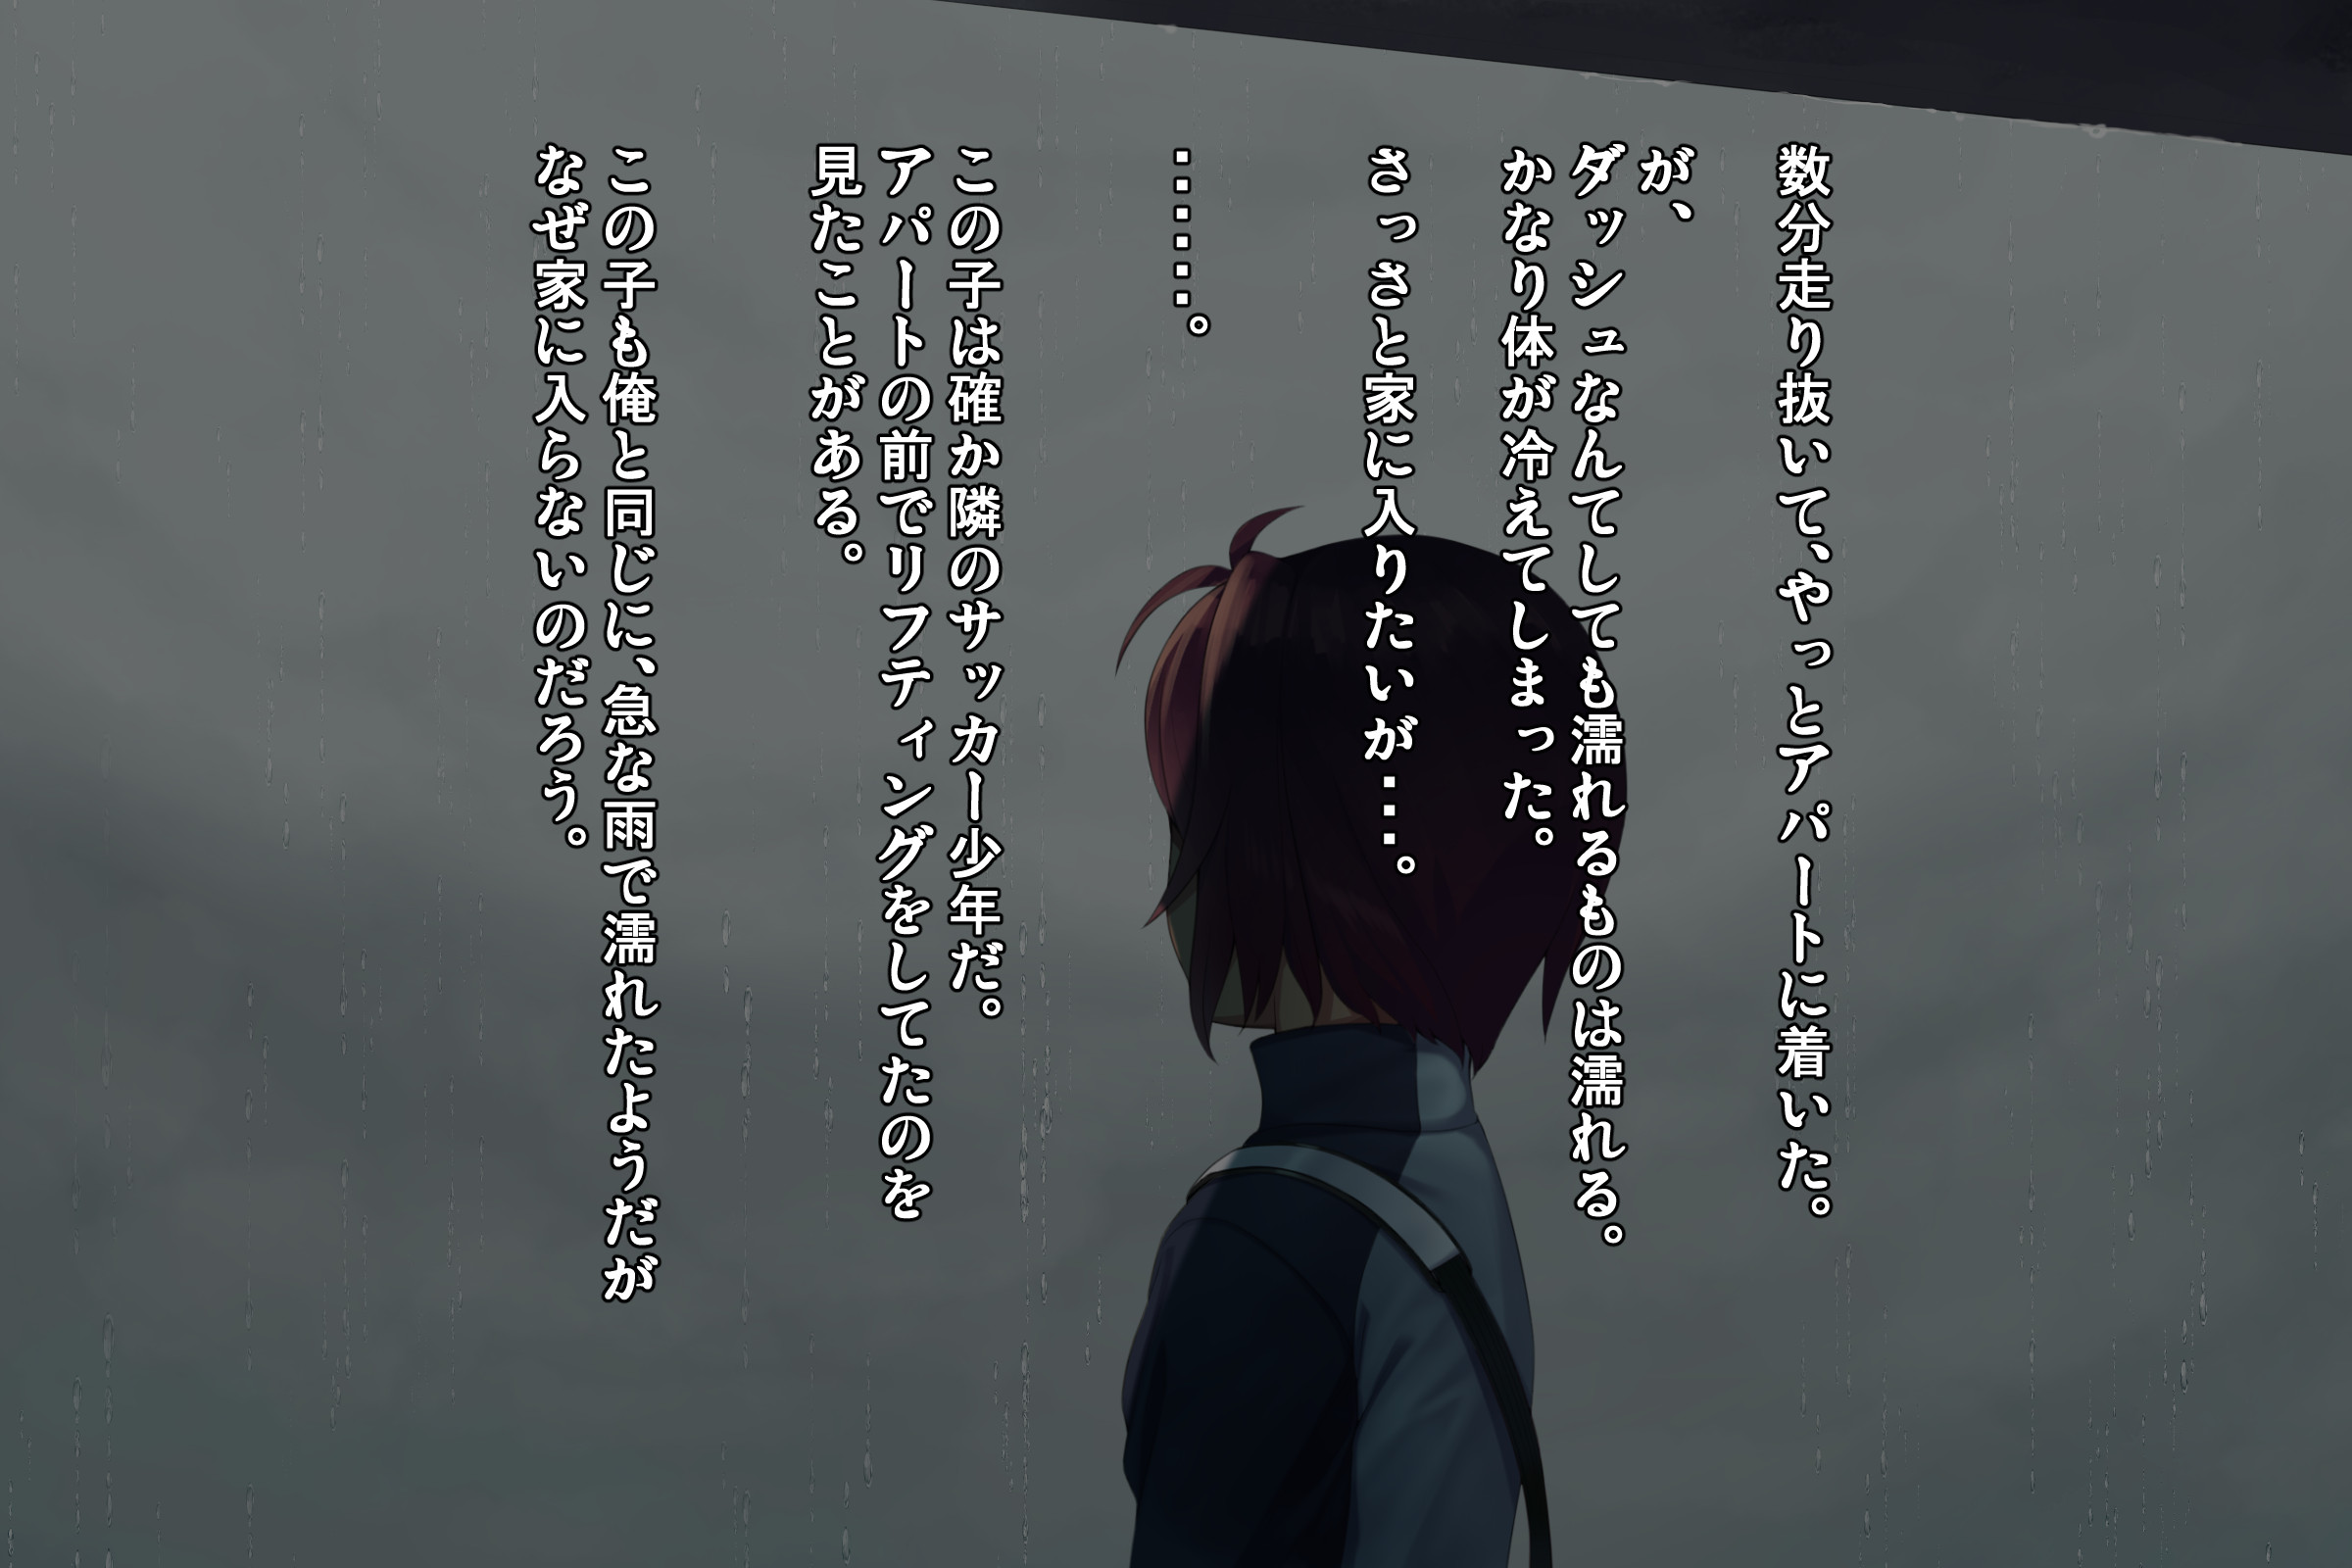 数分走り抜いて、やっとアパートに着いた。
が、
ダッシュなんてしても濡れるものは濡れる。
かなり体が冷えてしまった。
さっさと家に入りたいが…。
……。
この子は確か隣のサッカー少年だ。
アパートの前でリフティングをしてたのを
見たことがある。
この子も俺と同じに、急な雨で濡れたようだが
なぜ家に入らないのだろう。